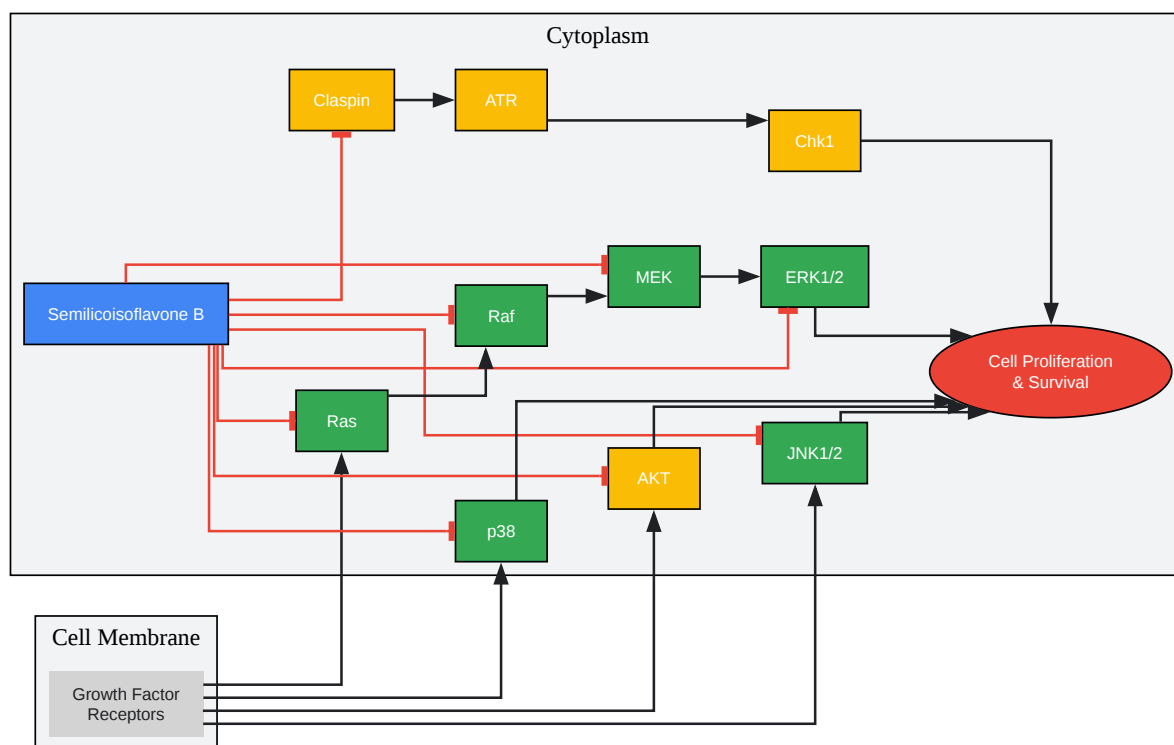 Cytoplasm
Claspin
ATR
Chk1
MEK
ERK1/2
Semilicoisoflavone B
Raf
Cell Proliferation
& Survival
Ras
JNK1/2
AKT
p38
Cell Membrane
Growth Factor
Receptors